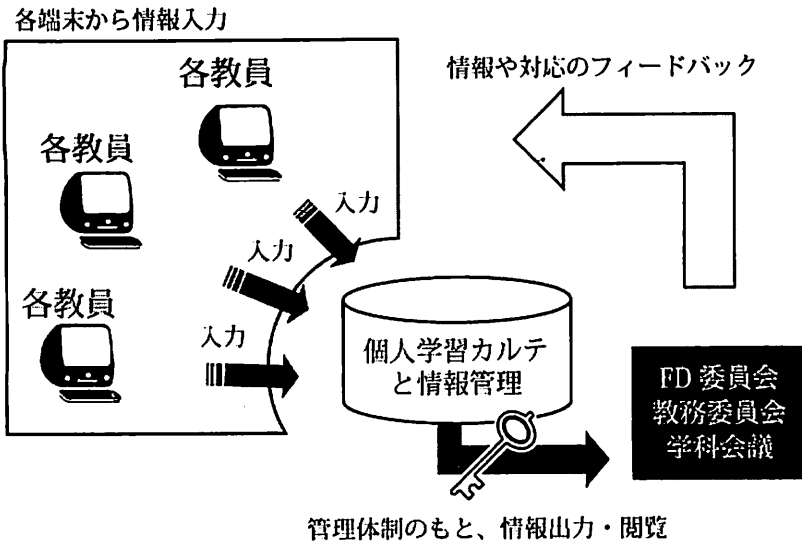 各端末から情報入力
各教員
情報や対応のフィードバック
各教員
入力
入力
各教員
入力
個人学習カルテ
と情報管理
FD 委員会
教務委員会
学科会議
管理体制のもと、情報出力・閲覧